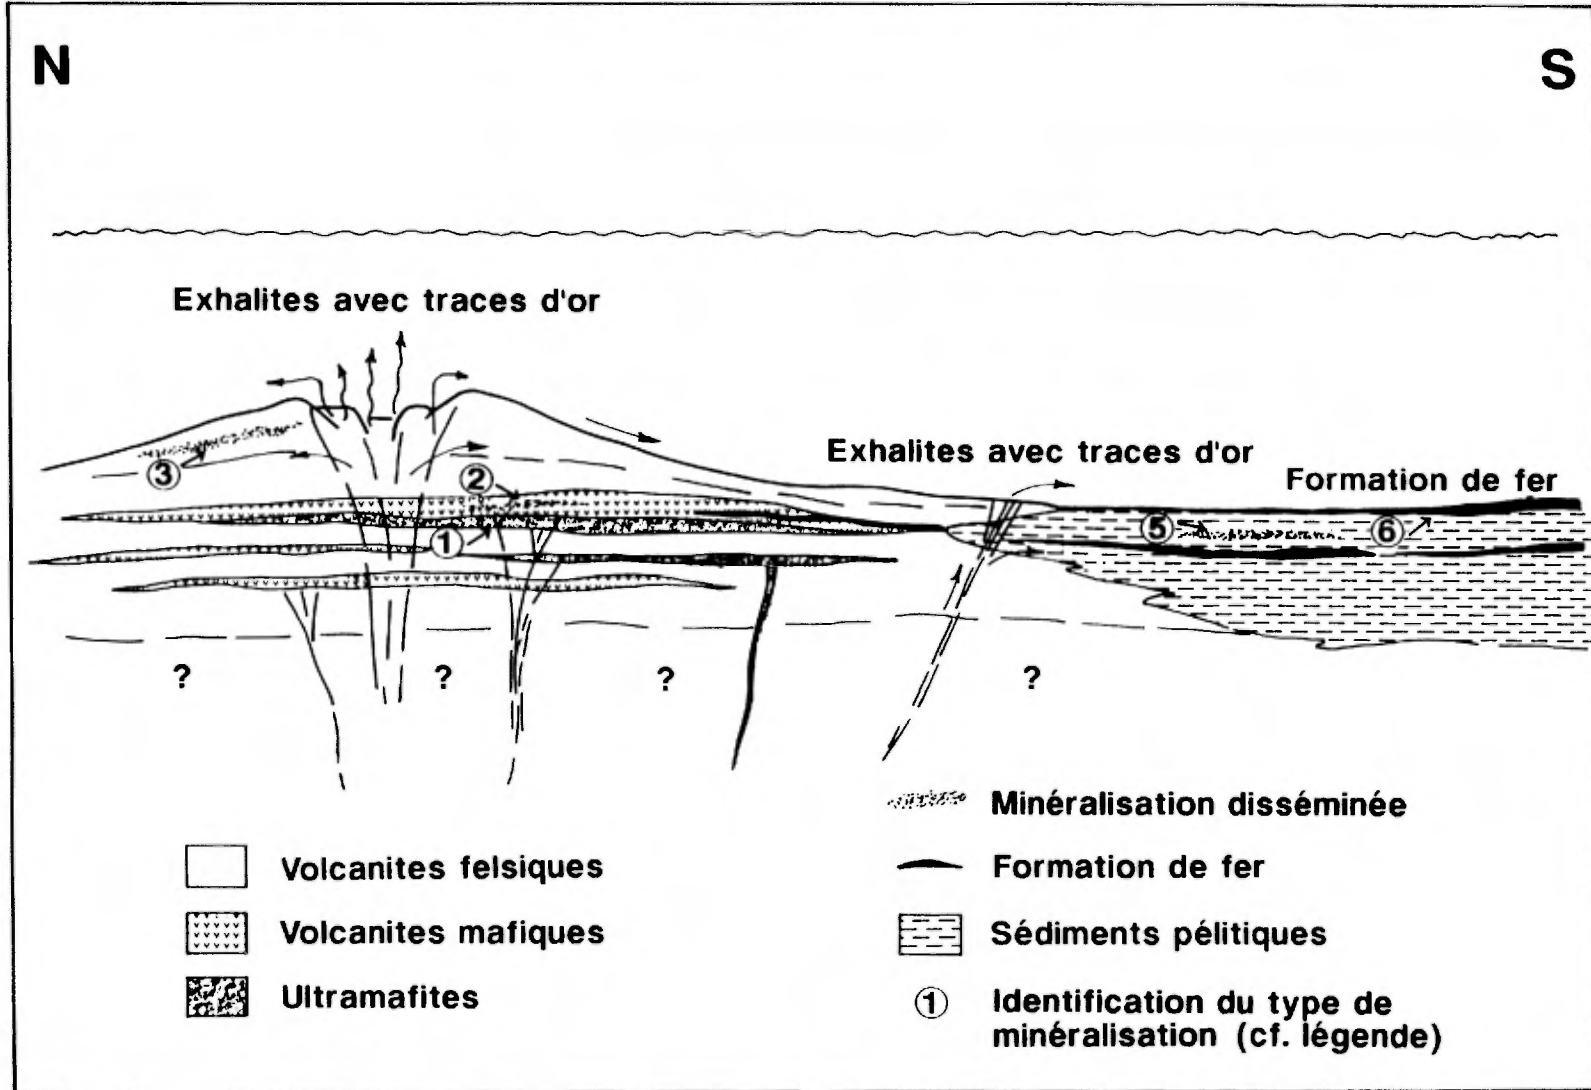 N
S
Exhalites avec traces d'or
Exhalites avec traces d'or
Formation de fer
3
2
1
5
6
?
?
?
?
Volcanites felsiques
Volcanites mafiques
Ultramafites
Minéralisation disséminée
Formation de fer
Sédiments pélitiques
1 Identification du type de
minéralisation (cf. légende)